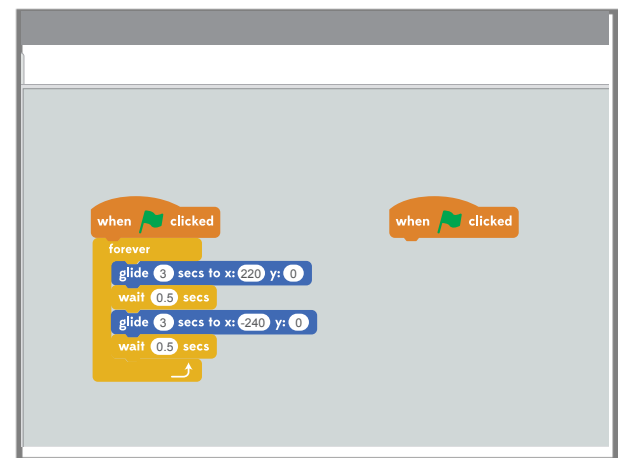 when clicked
when clicked
forever
glide 3 secs to x: 220 y: 0
wait 0.5 secs
glide 3 secs to x: -240 y: 0
wait 0.5 secs